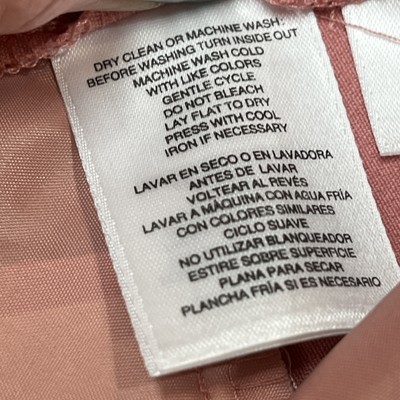 DRY CLEAN OR MACHINE WASH:
BEFORE WASHING TURN INSIDE OUT
MACHINE WASH COLD
WITH LIKE COLORS
GENTLE CYCLE
DO NOT BLEACH
LAY FLAT TO DRY
PRESS WITH COOL
IRON IF NECESSARY
LAVAR EN SECO O EN LAVADORA
ANTES DE LAVAR
VOLTEAR AL REVÉS
LAVAR A MÁQUINA CON AGUA FRÍA
CON COLORES SIMILARES
CICLO SUAVE
NO UTILIZAR BLANQUEADOR
ESTIRE SOBRE SUPERFICIE
PLANA PARA SECAR
PLANCHA FRÍA SI ES NECESARIO